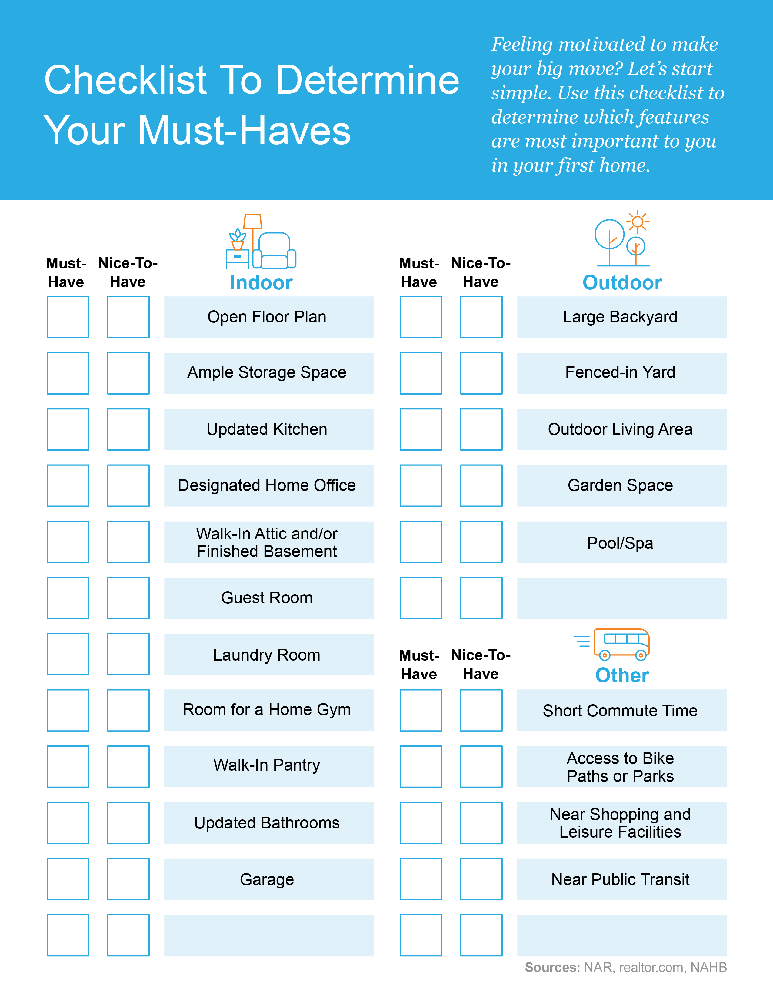 Checklist To Determine
Your Must-Haves
Feeling motivated to make
your big move? Let’s start
simple. Use this checklist to
determine which features
are most important to you
in your first home.
Must-
Have
Nice-To-
Have
Indoor
Open Floor Plan
Ample Storage Space
Updated Kitchen
Designated Home Office
Walk-In Attic and/or
Finished Basement
Guest Room
Laundry Room
Room for a Home Gym
Walk-In Pantry
Updated Bathrooms
Garage
Must-
Have
Nice-To-
Have
Outdoor
Large Backyard
Fenced-in Yard
Outdoor Living Area
Garden Space
Pool/Spa
Must-
Have
Nice-To-
Have
Other
Short Commute Time
Access to Bike
Paths or Parks
Near Shopping and
Leisure Facilities
Near Public Transit
Sources: NAR, realtor.com, NAHB